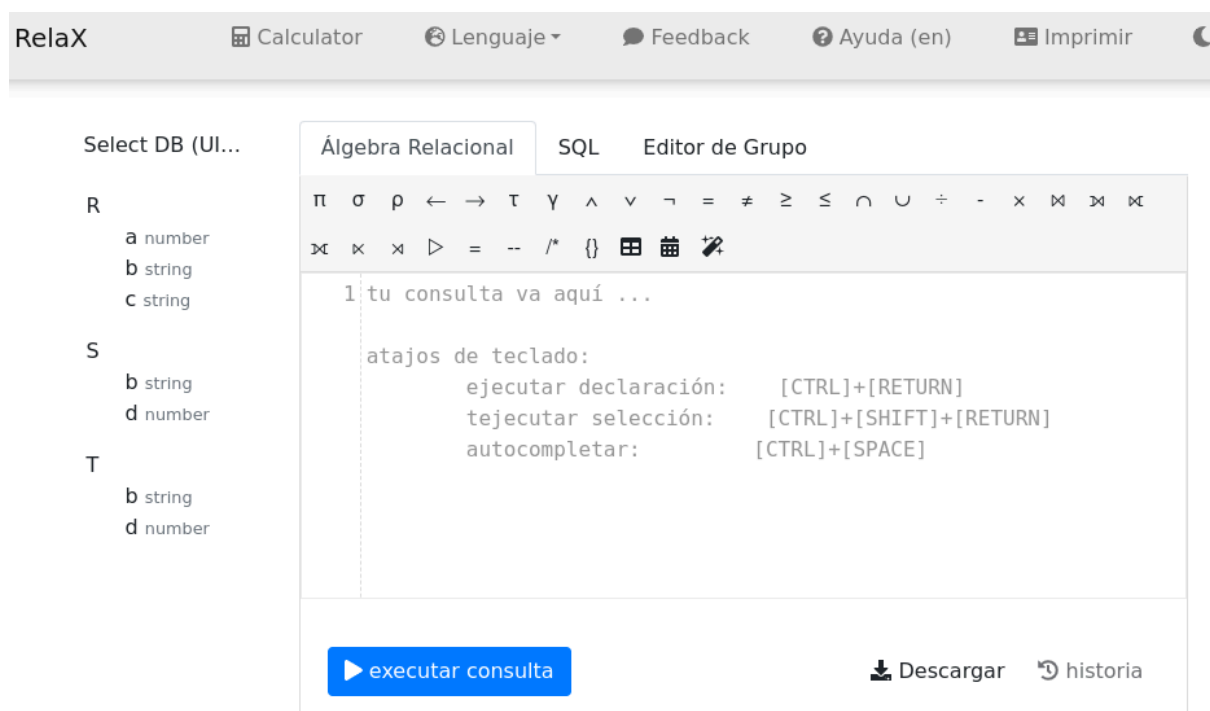 RelaX Calculator Lenguaje Feedback Ayuda (en) Imprimir
Select DB (UI...
R
a number
b string
c string
S
b string
d number
T
b string
d number
Álgebra Relacional SQL Editor de Grupo
π σ ρ ← → τ γ ∧ ∨ ¬ = ≠ ≥ ≤ ∩ ∪ ÷ - × ⨝ ⟕ ⟖
⟗ ⋉ ⋊ ▷ = -- /* {}
1 tu consulta va aquí ...
atajos de teclado:
ejecutar declaración: [CTRL]+[RETURN]
tejecutar selección: [CTRL]+[SHIFT]+[RETURN]
autocompletar: [CTRL]+[SPACE]
executar consulta
Descargar historia